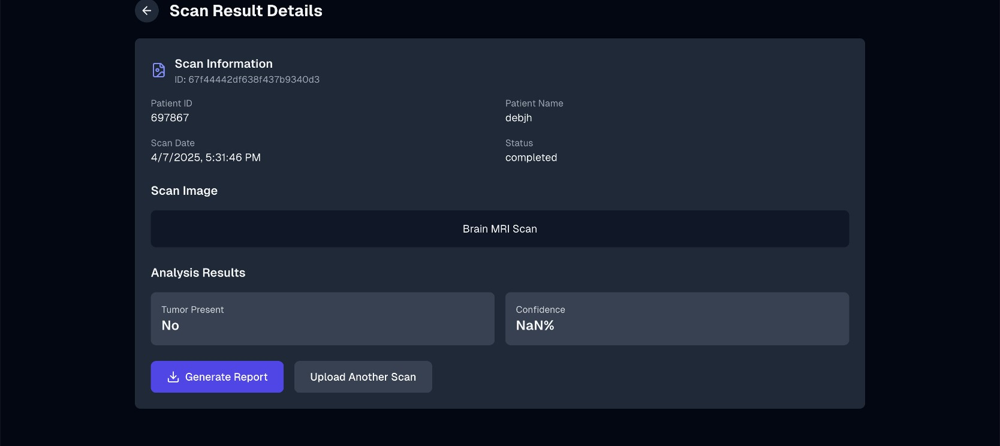 Scan Result Details
Scan Information
ID: 67f44442df638f437b9340d3
Patient ID
697867
Patient Name
debjh
Scan Date
4/7/2025, 5:31:46 PM
Status
completed
Scan Image
Brain MRI Scan
Analysis Results
Tumor Present
No
Confidence
NaN%
Generate Report
Upload Another Scan